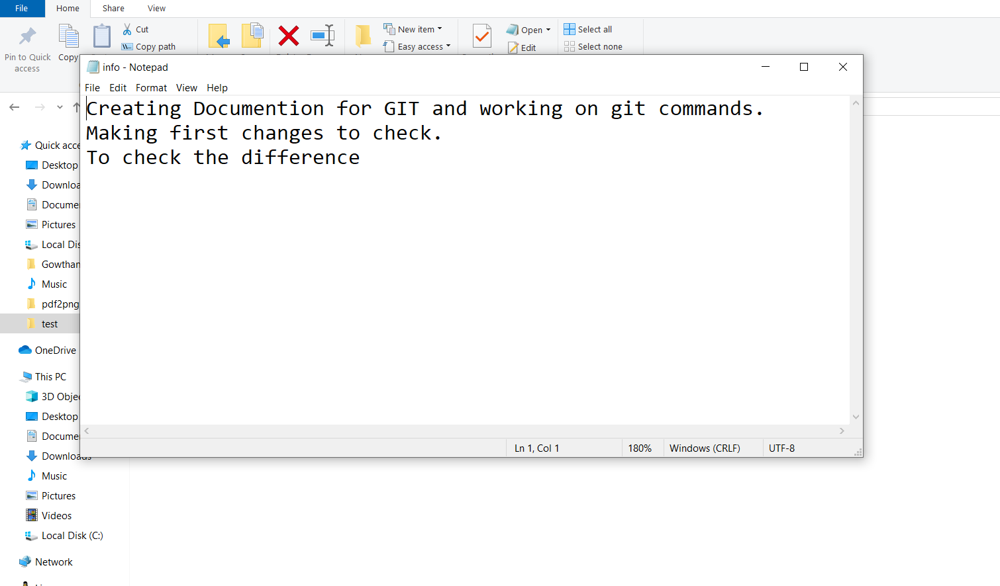 File Home Share View
Pin to Quick access
Copy
Cut
Copy path
New item
Easy access
Open
Edit
Select all
Select none
info - Notepad
File Edit Format View Help
Creating Documention for GIT and working on git commands.
Making first changes to check.
To check the difference
Ln 1, Col 1 180% Windows (CRLF) UTF-8
Quick acce
Desktop
Downloa
Documer
Pictures
Local Dis
Gowthan
Music
pdf2png
test
OneDrive
This PC
3D Objec
Desktop
Documer
Downloads
Music
Pictures
Videos
Local Disk (C:)
Network